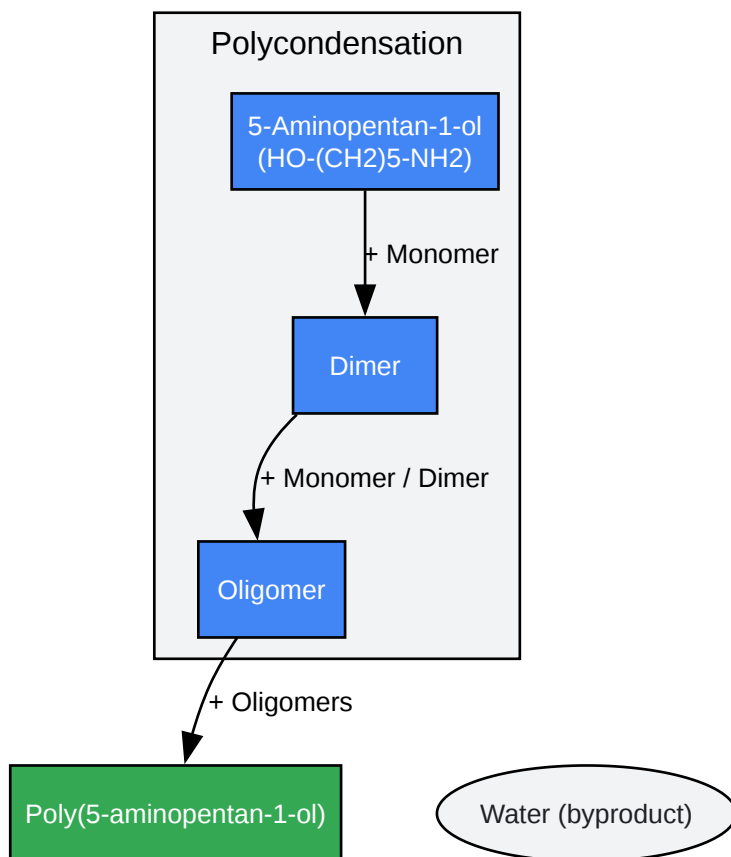 Polycondensation
5-Aminopentan-1-ol
(HO-(CH2)5-NH2)
+ Monomer
Dimer
+ Monomer / Dimer
Oligomer
+ Oligomers
Poly(5-aminopentan-1-ol)
Water (byproduct)